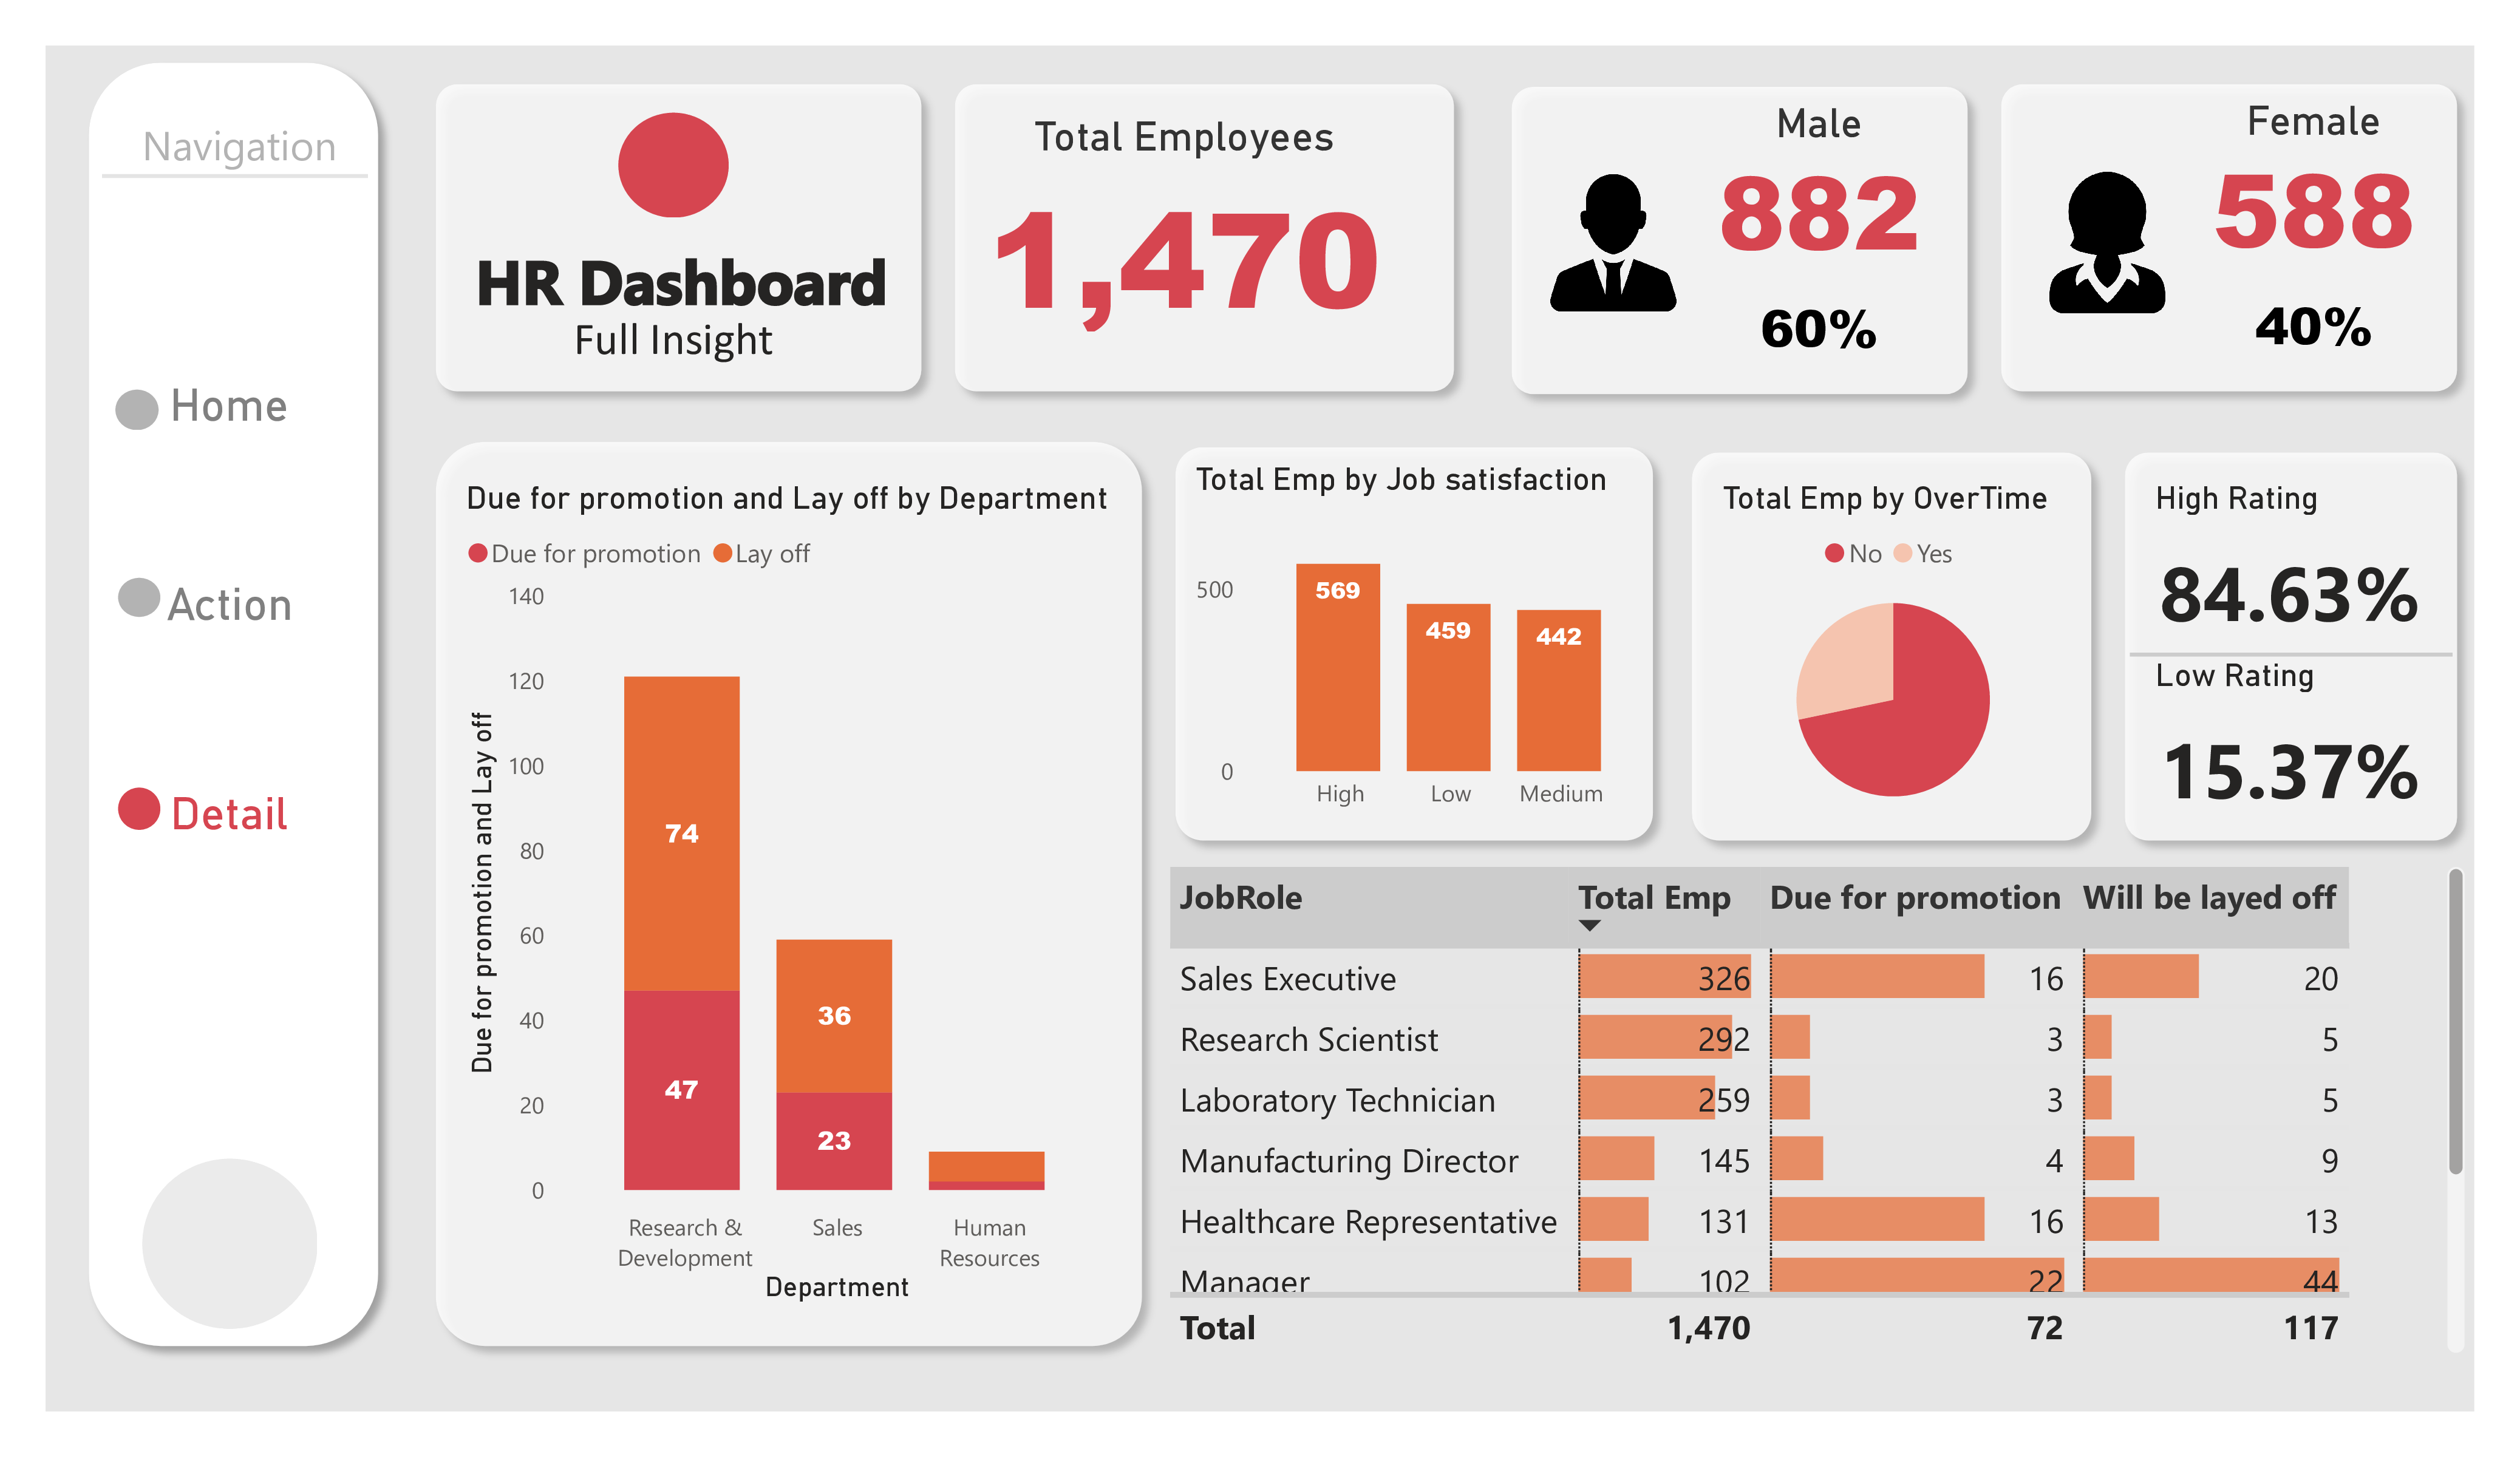 Navigation
Home
Action
Detail
HR Dashboard
Full Insight
Total Employees
1,470
Male
882
60%
Female
588
40%
Due for promotion and Lay off by Department
Due for promotion Lay off
Due for promotion and Lay off
140
120
100
80
60
40
20
0
74
47
36
23
Research &
Development
Sales
Human
Resources
Department
Total Emp by Job satisfaction
500
0
569
459
442
High Low Medium
Total Emp by OverTime
No Yes
High Rating
84.63%
Low Rating
15.37%
JobRole Total Emp Due for promotion Will be layed off
Sales Executive 326 16 20
Research Scientist 292 3 5
Laboratory Technician 259 3 5
Manufacturing Director 145 4 9
Healthcare Representative 131 16 13
Manager 102 22 44
Total 1,470 72 117